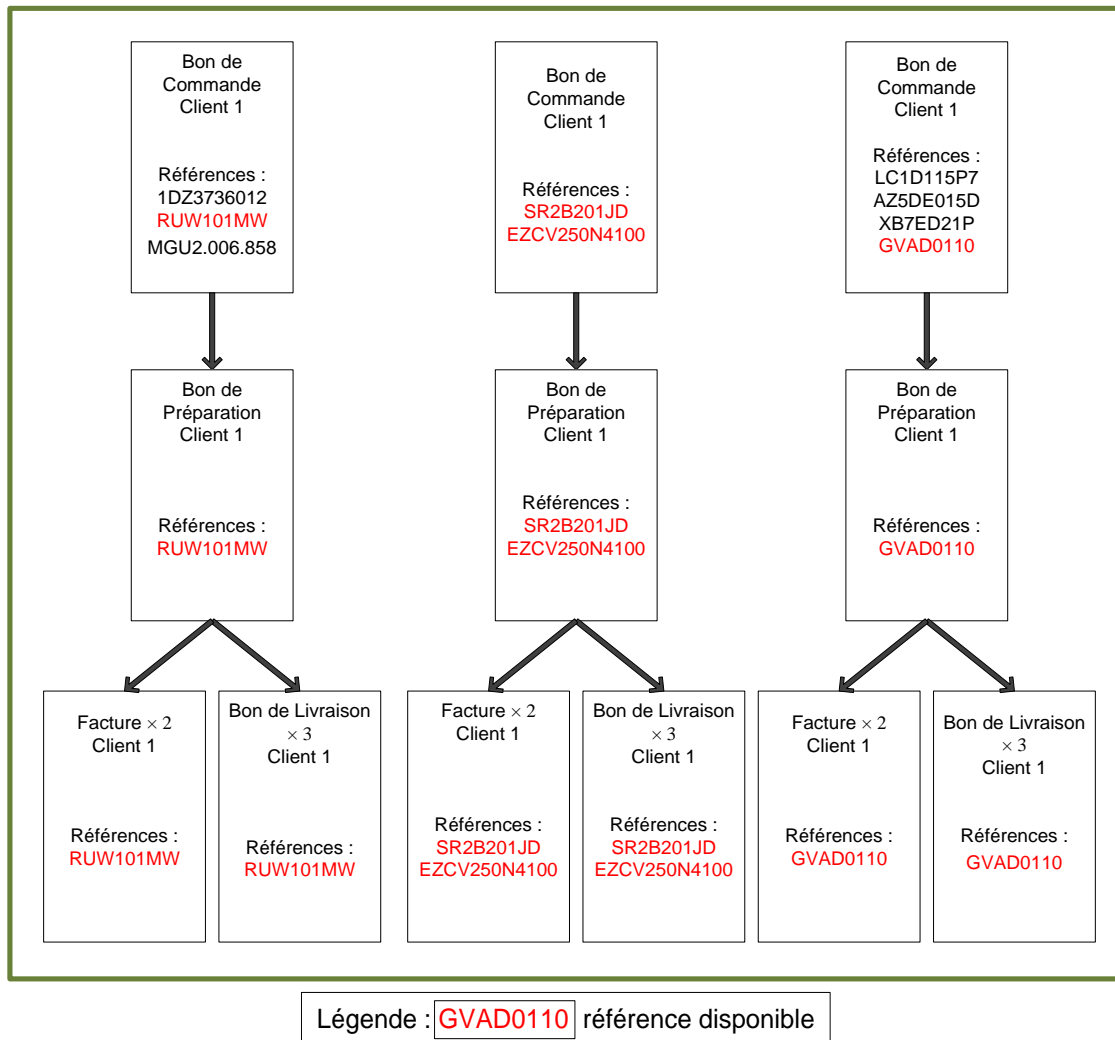 Bon de
Commande
Client 1
Références :
1DZ3736012
RUW101MW
MGU2.006.858
Bon de
Commande
Client 1
Références :
SR2B201JD
EZCV250N4100
Bon de
Commande
Client 1
Références :
LC1D115P7
AZ5DE015D
XB7ED21P
GVAD0110
Bon de
Préparation
Client 1
Références :
RUW101MW
Bon de
Préparation
Client 1
Références :
SR2B201JD
EZCV250N4100
Bon de
Préparation
Client 1
Références :
GVAD0110
Facture × 2
Client 1
Références :
RUW101MW
Bon de Livraison
× 3
Client 1
Références :
RUW101MW
Facture × 2
Client 1
Références :
SR2B201JD
EZCV250N4100
Bon de Livraison
× 3
Client 1
Références :
SR2B201JD
EZCV250N4100
Facture × 2
Client 1
Références :
GVAD0110
Bon de Livraison
× 3
Client 1
Références :
GVAD0110
Légende : GVAD0110 référence disponible